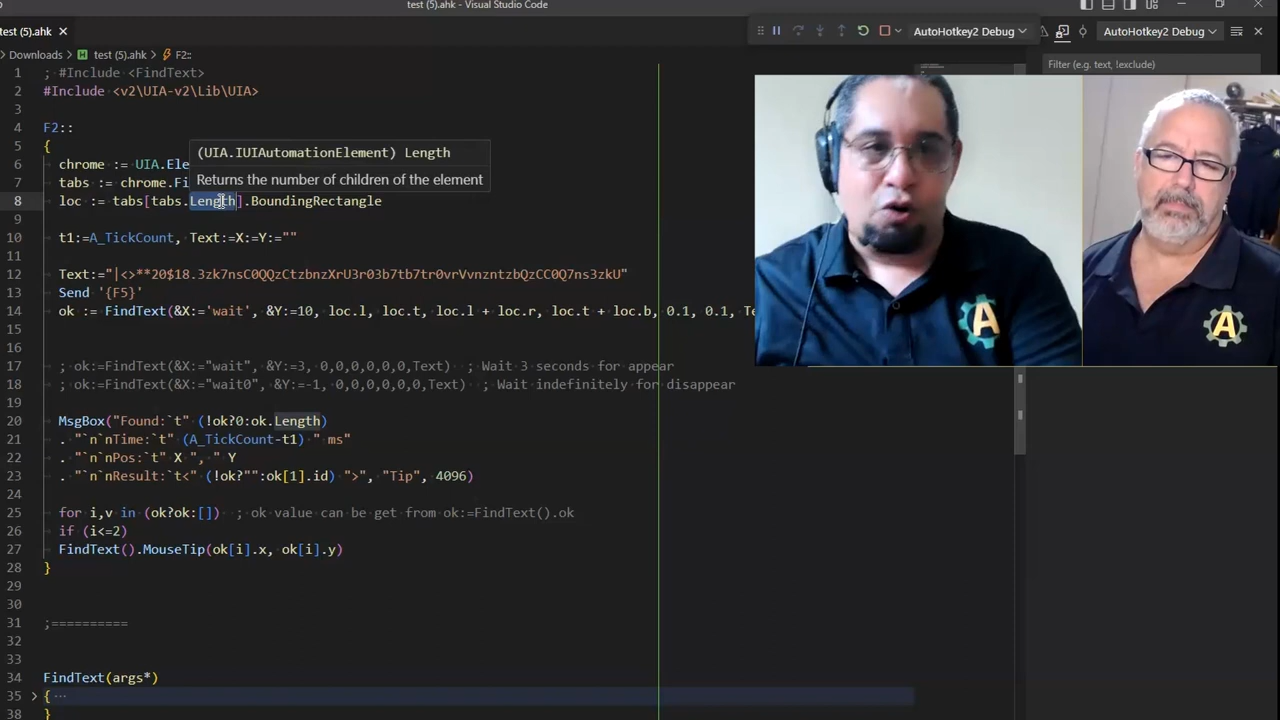 test (5).ahk - Visual Studio Code
test (5).ahk
AutoHotkey2 Debug
AutoHotkey2 Debug
Downloads > test (5).ahk > F2::
Filter (e.g. text, !exclude)
1 ; #Include <FindText>
2 #Include <v2\UIA-v2\Lib\UIA>
3
4 F2::
5 {
(UIA.IUIAutomationElement) Length
6 chrome := UIA.Ele
Returns the number of children of the element
7 tabs := chrome.Fi
8 loc := tabs[tabs.Length].BoundingRectangle
9
10 t1:=A_TickCount, Text:=X:=Y:=""
11
12 Text:="|<>**20$18.3zk7nsC0QQzCtzbnzXrU3r03b7tb7tr0vrVvnzntzbQzCC0Q7ns3zkU"
13 Send '{F5}'
14 ok := FindText(&X:='wait', &Y:=10, loc.l, loc.t, loc.l + loc.r, loc.t + loc.b, 0.1, 0.1, Te
15
16
17 ; ok:=FindText(&X:="wait", &Y:=3, 0,0,0,0,0,0,Text) ; Wait 3 seconds for appear
18 ; ok:=FindText(&X:="wait0", &Y:=-1, 0,0,0,0,0,0,Text) ; Wait indefinitely for disappear
19
20 MsgBox("Found:`t" (!ok?0:ok.Length)
21 . "`n`nTime:`t" (A_TickCount-t1) " ms"
22 . "`n`nPos:`t" X ", " Y
23 . "`n`nResult:`t<" (!ok?"":ok[1].id) ">", "Tip", 4096)
24
25 for i,v in (ok?ok:[]) ; ok value can be get from ok:=FindText().ok
26 if (i<=2)
27 FindText().MouseTip(ok[i].x, ok[i].y)
28 }
29
30
31 ;==========
32
33
34 FindText(args*)
35 { ...
38 }
A
A